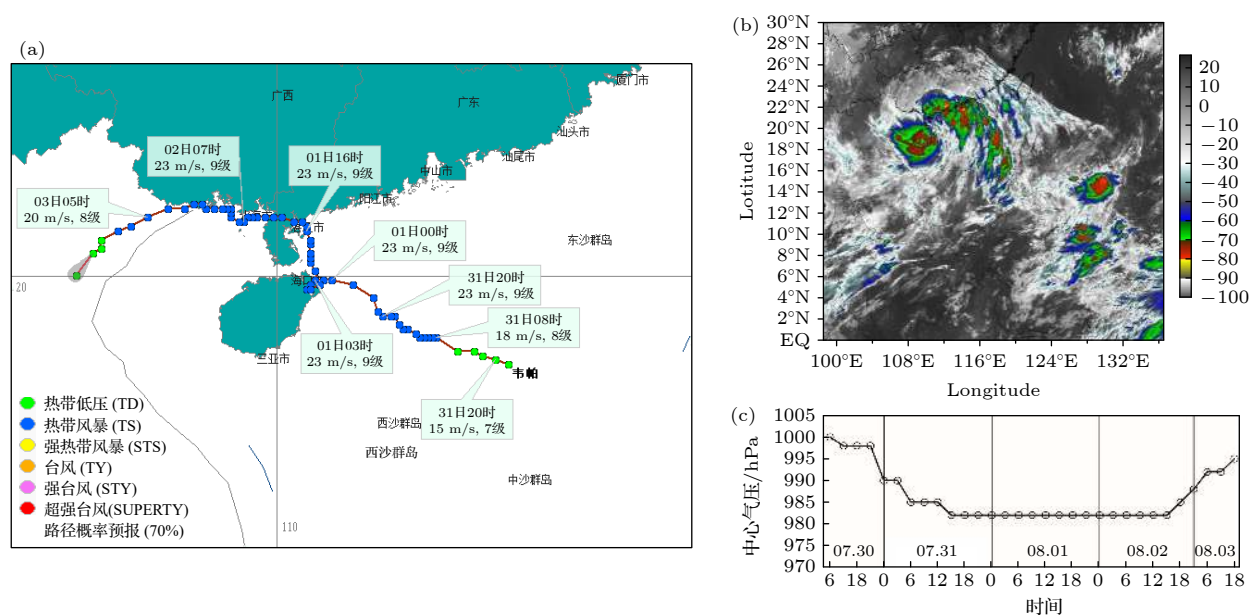 (a)
厦门市
广西
广东
汕头市
02日07时
23 m/s, 9级
01日16时
23 m/s, 9级
汕尾市
中山市
阳江市
03日05时
20 m/s, 8级
01日00时
23 m/s, 9级
东沙群岛
20
31日20时
23 m/s, 9级
31日08时
18 m/s, 8级
01日03时
23 m/s, 9级
三亚市
韦帕
31日20时
15 m/s, 7级
西沙群岛
西沙群岛
中沙群岛
110
热带低压 (TD)
热带风暴 (TS)
强热带风暴 (STS)
台风 (TY)
强台风 (STY)
超强台风(SUPERTY)
路径概率预报 (70%)
(b)
Lotitude
30°N
28°N
26°N
24°N
22°N
20°N
18°N
16°N
14°N
12°N
10°N
8°N
6°N
4°N
2°N
EQ
100°E 108°E 116°E 124°E 132°E
Longitude
20
10
0
−10
−20
−30
−40
−50
−60
−70
−80
−90
−100
(c)
中心气压/hPa
1005
1000
995
990
985
980
975
970
07.30 07.31 08.01 08.02 08.03
6 18 0 6 12 18 0 6 12 18 0 6 12 18 0 6 18
时间